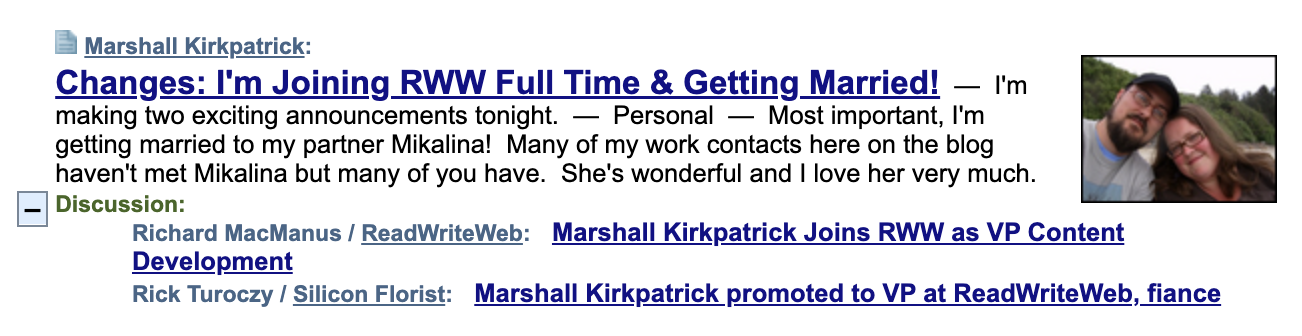 Marshall Kirkpatrick:
Changes: I'm Joining RWW Full Time & Getting Married! — I'm
making two exciting announcements tonight. — Personal — Most important, I'm
getting married to my partner Mikalina! Many of my work contacts here on the blog
haven't met Mikalina but many of you have. She's wonderful and I love her very much.
Discussion:
Richard MacManus / ReadWriteWeb: Marshall Kirkpatrick Joins RWW as VP Content
Development
Rick Turoczy / Silicon Florist: Marshall Kirkpatrick promoted to VP at ReadWriteWeb, fiance